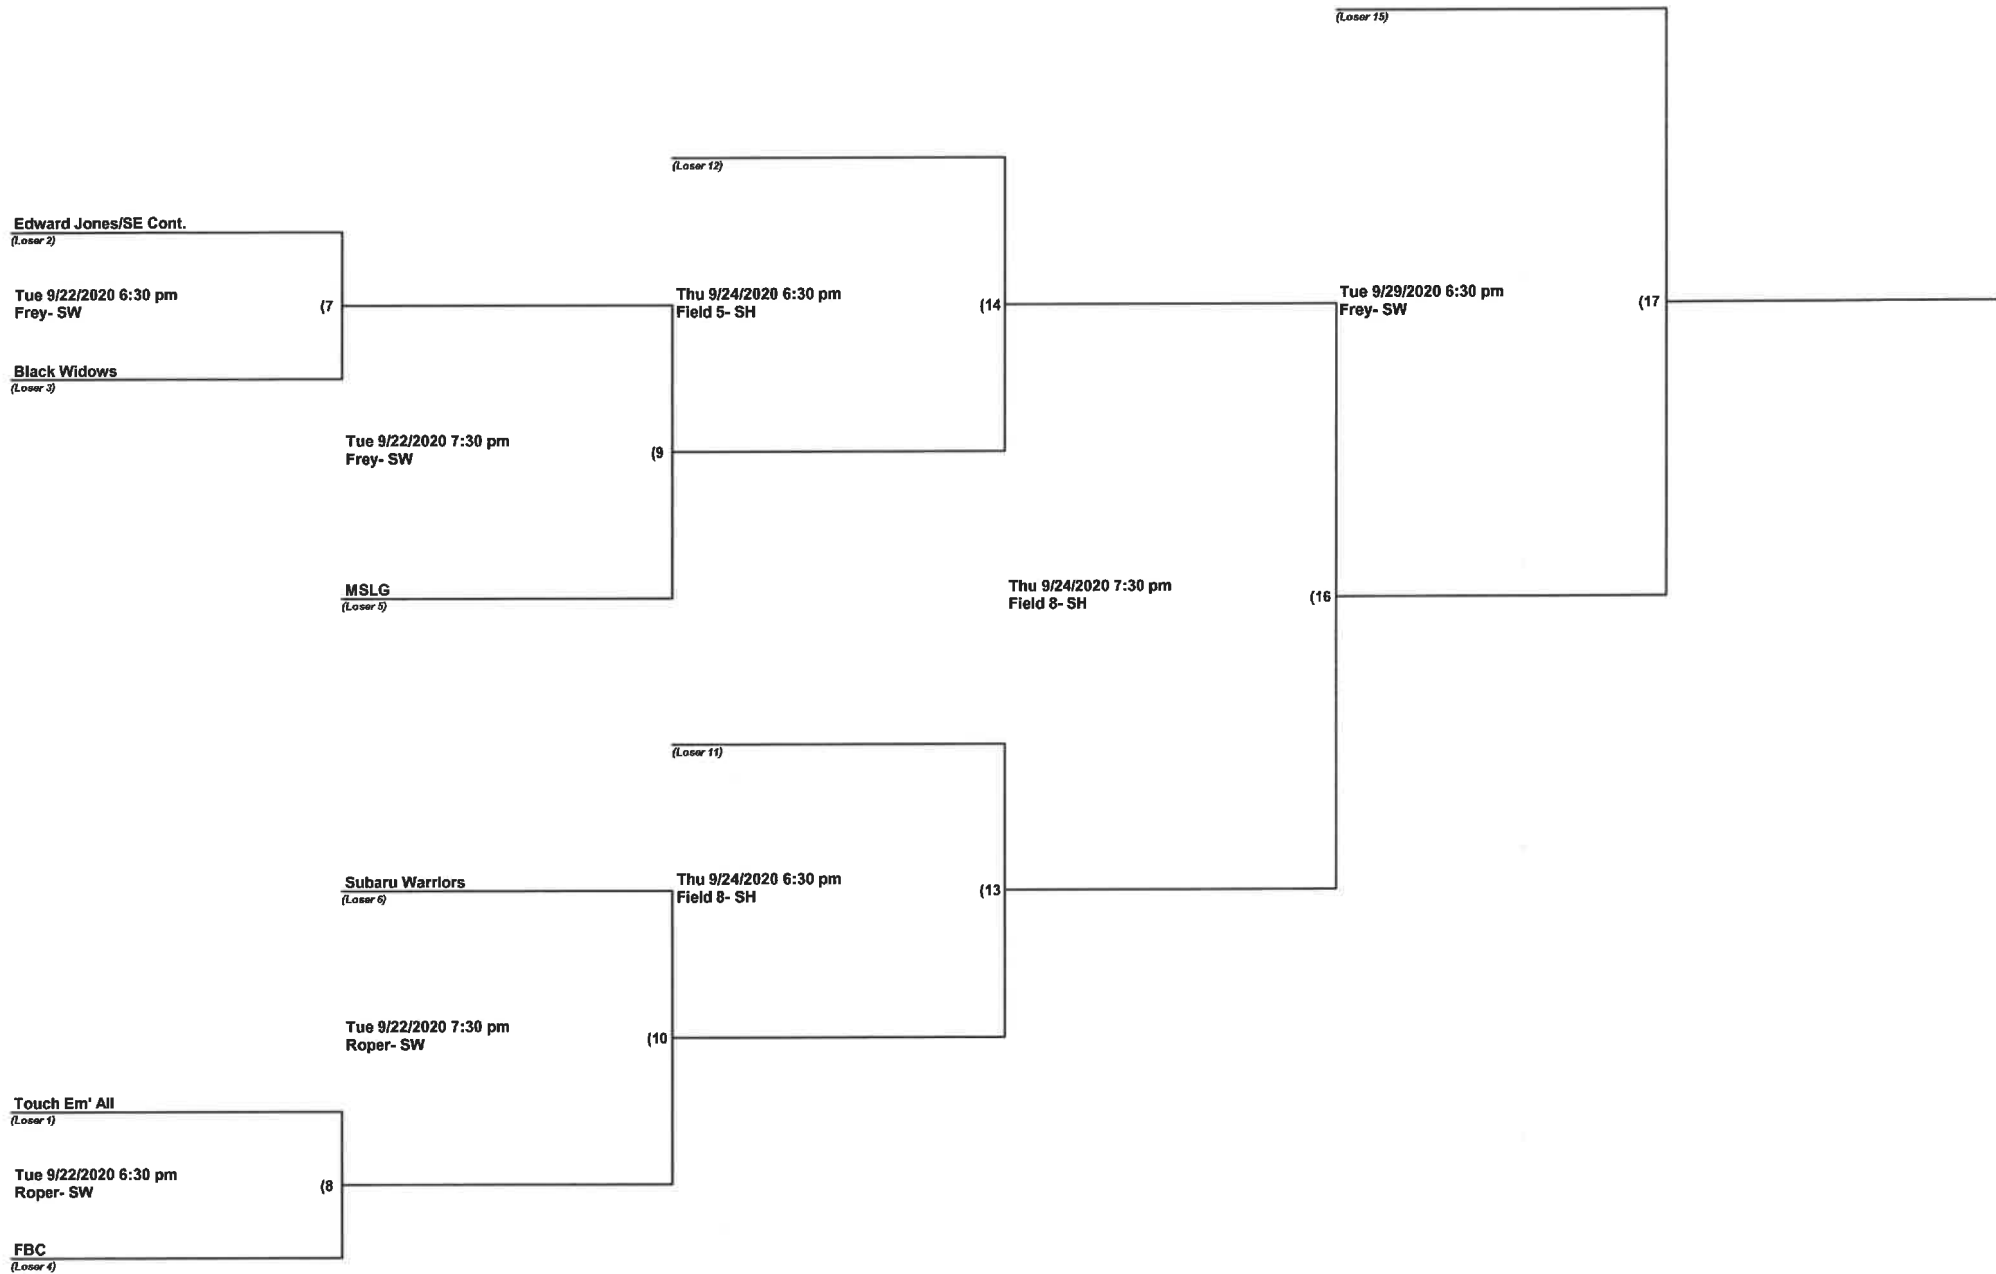 (Loser 15)
(Loser 12)
Edward Jones/SE Cont.
(Loser 2)
Tue 9/22/2020 6:30 pm
Frey- SW
(7
Thu 9/24/2020 6:30 pm
Field 5- SH
(14
Tue 9/29/2020 6:30 pm
Frey- SW
(17
Black Widows
(Loser 3)
Tue 9/22/2020 7:30 pm
Frey- SW
(9
MSLG
(Loser 5)
Thu 9/24/2020 7:30 pm
Field 8- SH
(16
(Loser 11)
Subaru Warriors
(Loser 6)
Thu 9/24/2020 6:30 pm
Field 8- SH
(13
Tue 9/22/2020 7:30 pm
Roper- SW
(10
Touch Em' All
(Loser 1)
Tue 9/22/2020 6:30 pm
Roper- SW
(8
FBC
(Loser 4)